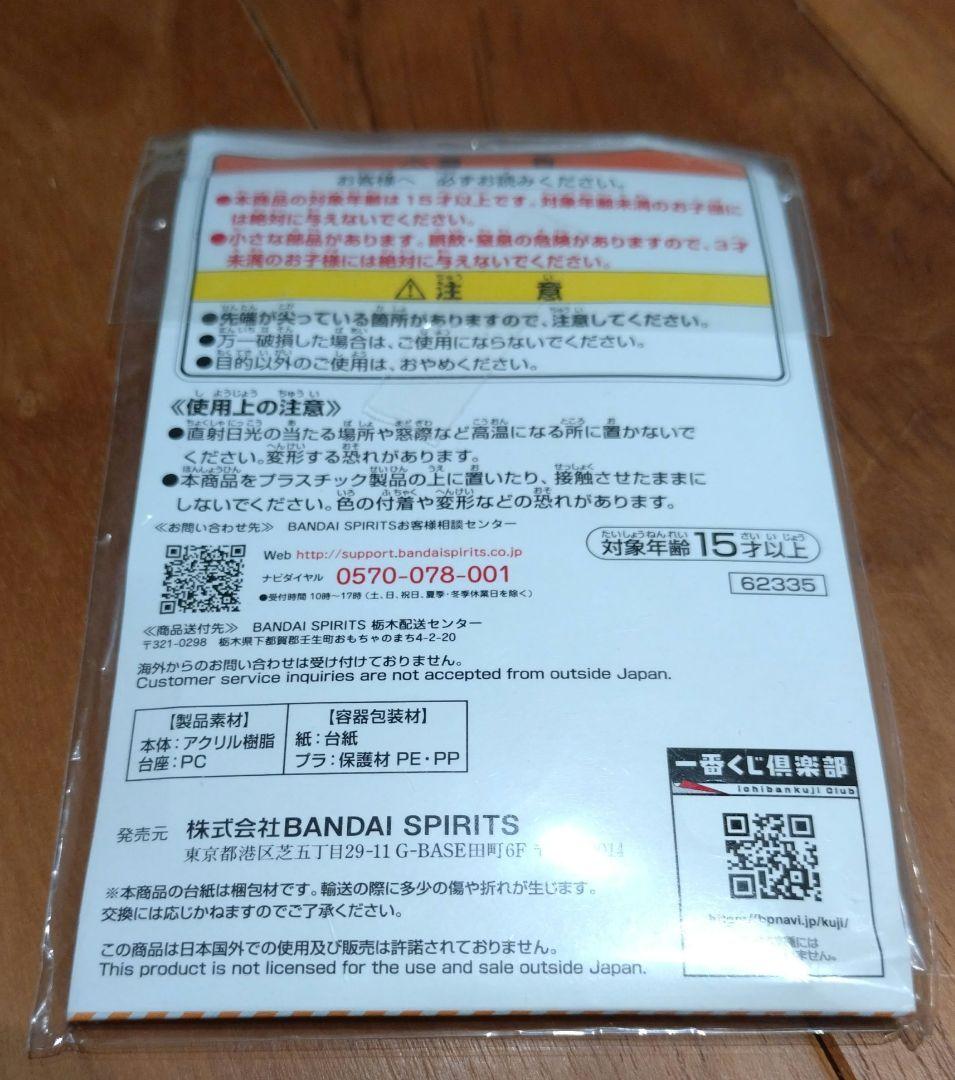 お客様へ 必ずお読みください。
●本商品の対象年齢は15才以上です。対象年齢未満のお子様に
は絶対に与えないでください。
●小さな部品があります。誤飲・窒息の危険がありますので、3才
未満のお子様には絶対に与えないでください。
⚠注 意
●先端が尖っている箇所がありますので、注意してください。
●万一破損した場合は、ご使用にならないでください。
●目的以外のご使用は、おやめください。
《使用上の注意》
●直射日光の当たる場所や窓際など高温になる所に置かないで
ください。変形する恐れがあります。
●本商品をプラスチック製品の上に置いたり、接触させたままに
しないでください。色の付着や変形などの恐れがあります。
≪お問い合わせ先≫ BANDAI SPIRITSお客様相談センター
Web http://support.bandaispirits.co.jp
ナビダイヤル 0570-078-001
●受付時間 10時〜17時(土、日、祝日、夏季・冬季休業日を除く)
対象年齢15才以上
62335
≪商品送付先≫ BANDAI SPIRITS 栃木配送センター
〒321-0298 栃木県下都賀郡壬生町おもちゃのまち4-2-20
海外からのお問い合わせは受け付けておりません。
Customer service inquiries are not accepted from outside Japan.
【製品素材】
本体:アクリル樹脂
台座:PC
【容器包装材】
紙:台紙
プラ:保護材 PE・PP
一番くじ倶楽部
ichibankuji Club
発売元 株式会社BANDAI SPIRITS
東京都港区芝五丁目29-11 G-BASE田町6F
bpnavi.jp/kuji/
※本商品の台紙は梱包材です。輸送の際に多少の傷や折れが生じます。
交換には応じかねますのでご了承ください。
この商品は日本国外での使用及び販売は許諾されておりません。
This product is not licensed for the use and sale outside Japan.